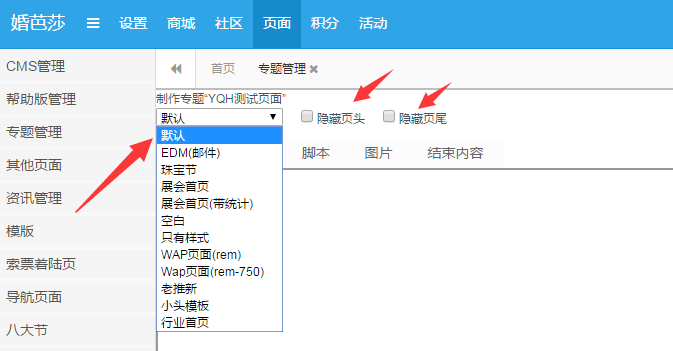 婚芭莎 设置 商城 社区 页面 积分 活动
CMS管理
帮助版管理
专题管理
其他页面
资讯管理
模版
索票着陆页
导航页面
八大节
首页 专题管理
制作专题“YQH测试页面”
默认 隐藏页头 隐藏页尾
默认
EDM(邮件)
珠宝节
展会首页
展会首页(带统计)
空白
只有样式
WAP页面(rem)
Wap页面(rem-750)
老推新
小头模板
行业首页
脚本 图片 结束内容